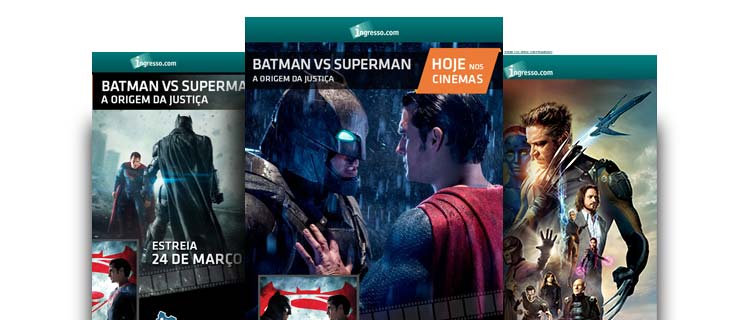 ingresso.com
BATMAN VS SUPERMA
A ORIGEM DA JUSTIÇA
ESTREIA
24 DE MARÇO
ingresso.com
BATMAN VS SUPERMAN
A ORIGEM DA JUSTIÇA
HOJE NOS
CINEMAS
ingresso.com